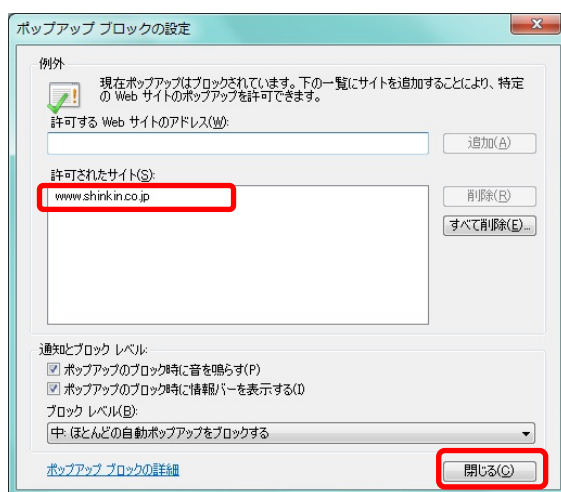 ポップアップ ブロックの設定
例外
現在ポップアップはブロックされています。下の一覧にサイトを追加することにより、特定
の Web サイトのポップアップを許可できます。
許可する Web サイトのアドレス(W):
追加(A)
許可されたサイト(S):
www.shinkin.co.jp
削除(R)
すべて削除(E)...
通知とブロック レベル:
ポップアップのブロック時に音を鳴らす(P)
ポップアップのブロック時に情報バーを表示する(I)
ブロック レベル(B):
中: ほとんどの自動ポップアップをブロックする
ポップアップ ブロックの詳細
閉じる(C)